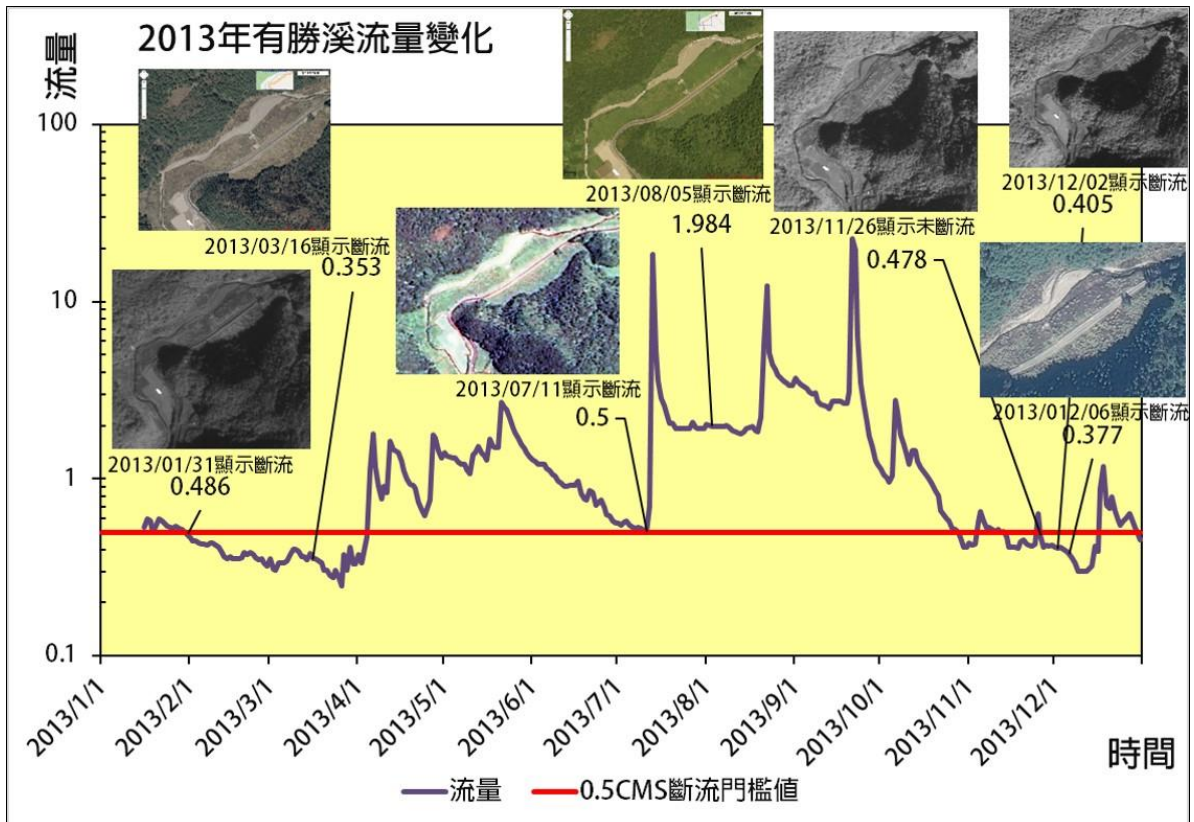 2013年有勝溪流量變化
流量
100
10
1
0.1
2013/01/31顯示斷流
0.486
2013/03/16顯示斷流
0.353
2013/07/11顯示斷流
0.5
2013/08/05顯示斷流
1.984
2013/11/26顯示未斷流
0.478
2013/12/02顯示斷流
0.405
2013/012/06顯示斷流
0.377
2013/1/1
2013/2/1
2013/3/1
2013/4/1
2013/5/1
2013/6/1
2013/7/1
2013/8/1
2013/9/1
2013/10/1
2013/11/1
2013/12/1
時間
流量
0.5CMS斷流門檻值